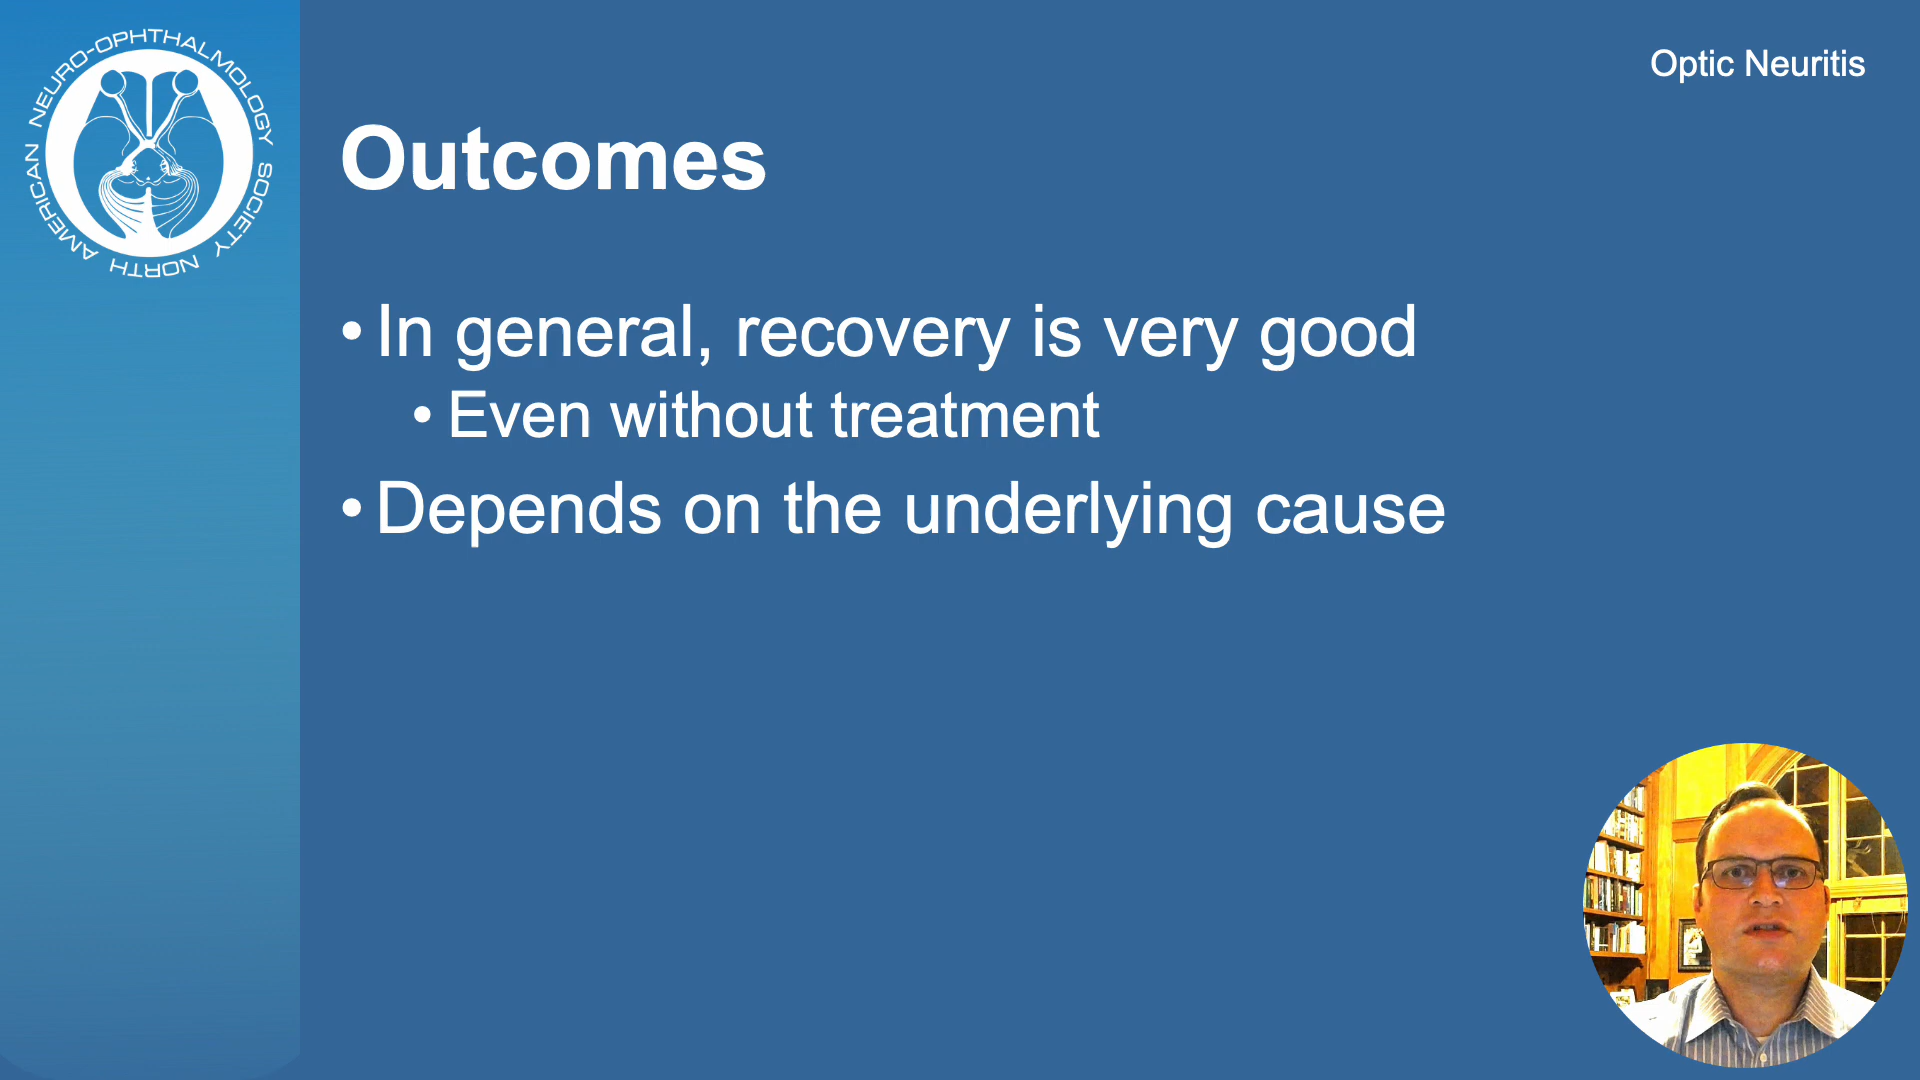 NORTH AMERICAN NEURO-OPHTHALMOLOGY SOCIETY
Optic Neuritis
Outcomes
• In general, recovery is very good
• Even without treatment
• Depends on the underlying cause